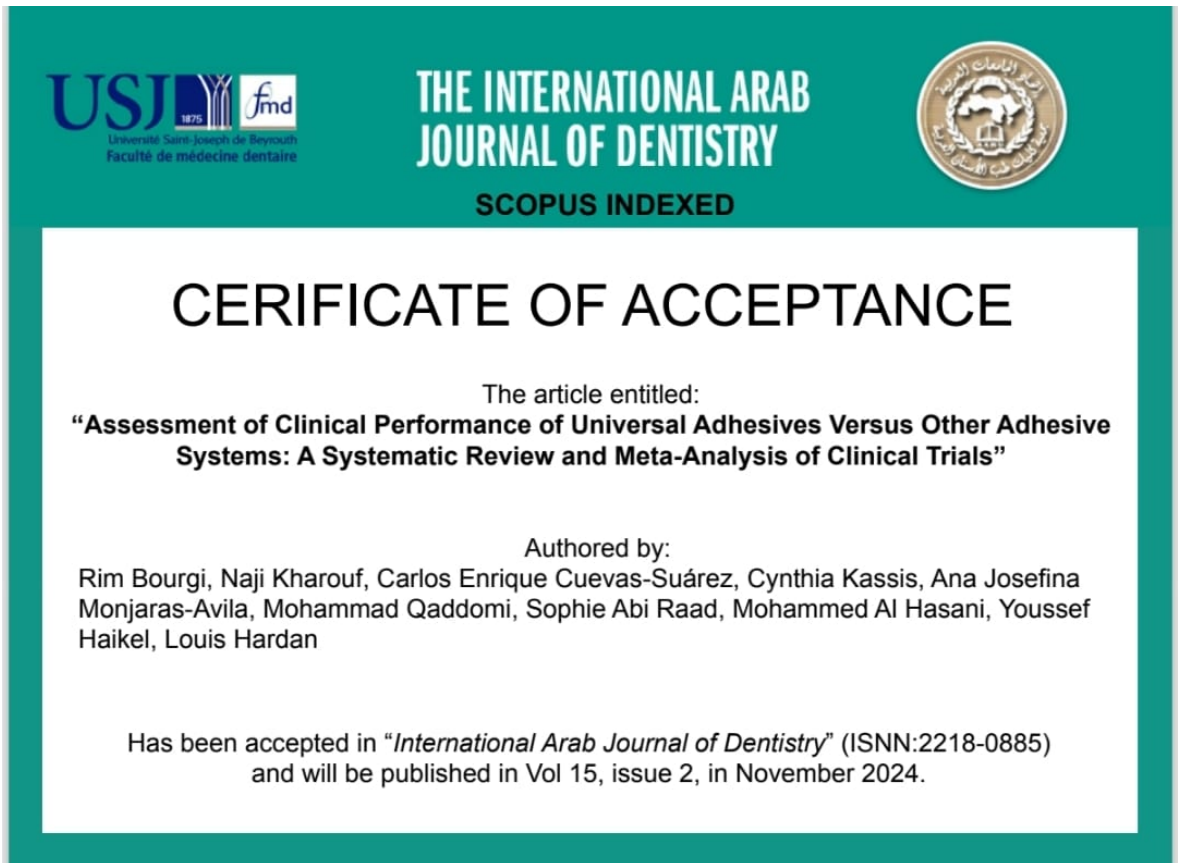 USJ
1875
fmd
Université Saint-Joseph de Beyrouth
Faculté de médecine dentaire
THE INTERNATIONAL ARAB
JOURNAL OF DENTISTRY
SCOPUS INDEXED
CERIFICATE OF ACCEPTANCE
The article entitled:
“Assessment of Clinical Performance of Universal Adhesives Versus Other Adhesive
Systems: A Systematic Review and Meta-Analysis of Clinical Trials”
Authored by:
Rim Bourgi, Naji Kharouf, Carlos Enrique Cuevas-Suárez, Cynthia Kassis, Ana Josefina
Monjaras-Avila, Mohammad Qaddomi, Sophie Abi Raad, Mohammed Al Hasani, Youssef
Haikel, Louis Hardan
Has been accepted in “International Arab Journal of Dentistry” (ISNN:2218-0885)
and will be published in Vol 15, issue 2, in November 2024.